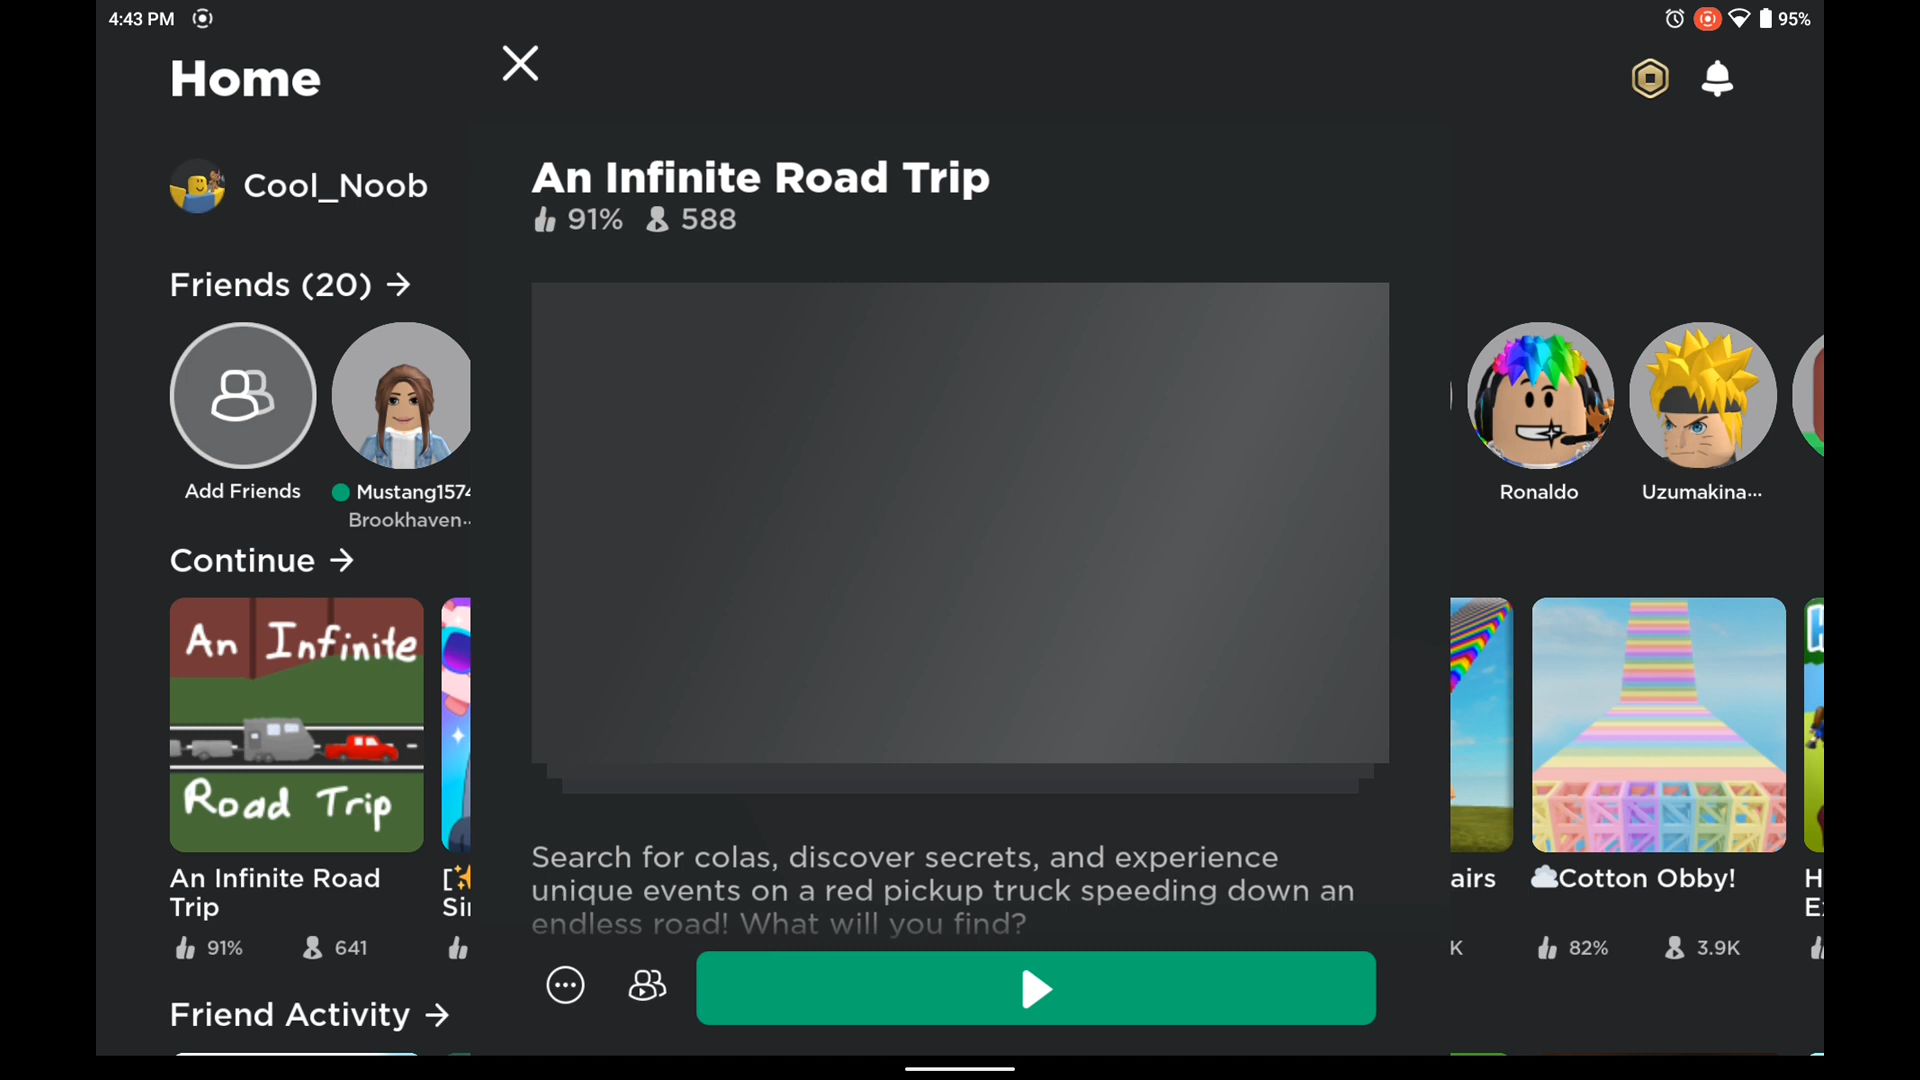 4:43 PM
95%
Home
Cool_Noob
Friends (20)
Add Friends
Mustang1574
Brookhaven..
Ronaldo
Uzumakina...
Continue
An Infinite
Road Trip
An Infinite Road
Trip
91% 641
[✨
Sir
airs
K
☁Cotton Obby!
82% 3.9K
H
E
Friend Activity
An Infinite Road Trip
91% 588
Search for colas, discover secrets, and experience
unique events on a red pickup truck speeding down an
endless road! What will you find?